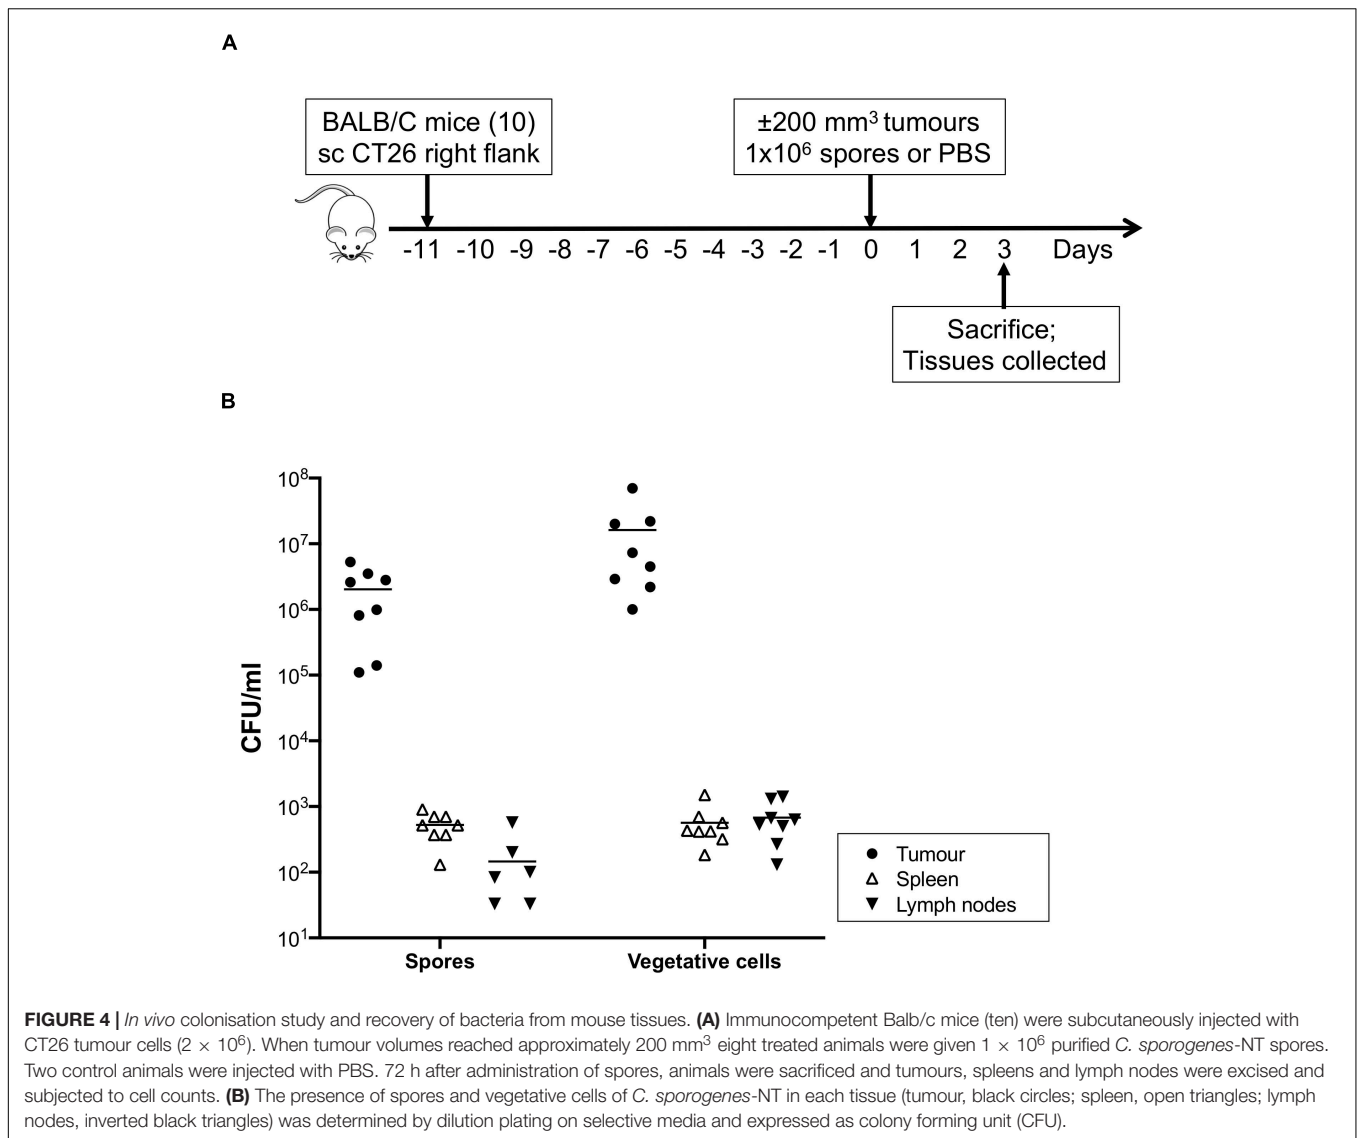 A
BALB/C mice (10)
sc CT26 right flank
±200 mm³ tumours
1x10⁶ spores or PBS
-11 -10 -9 -8 -7 -6 -5 -4 -3 -2 -1 0 1 2 3 Days
Sacrifice;
Tissues collected
B
CFU/ml
10⁸
10⁷
10⁶
10⁵
10⁴
10³
10²
10¹
Spores Vegetative cells
Tumour
Spleen
Lymph nodes
FIGURE 4 | In vivo colonisation study and recovery of bacteria from mouse tissues. (A) Immunocompetent Balb/c mice (ten) were subcutaneously injected with
CT26 tumour cells (2 × 10⁶). When tumour volumes reached approximately 200 mm³ eight treated animals were given 1 × 10⁶ purified C. sporogenes-NT spores.
Two control animals were injected with PBS. 72 h after administration of spores, animals were sacrificed and tumours, spleens and lymph nodes were excised and
subjected to cell counts. (B) The presence of spores and vegetative cells of C. sporogenes-NT in each tissue (tumour, black circles; spleen, open triangles; lymph
nodes, inverted black triangles) was determined by dilution plating on selective media and expressed as colony forming unit (CFU).